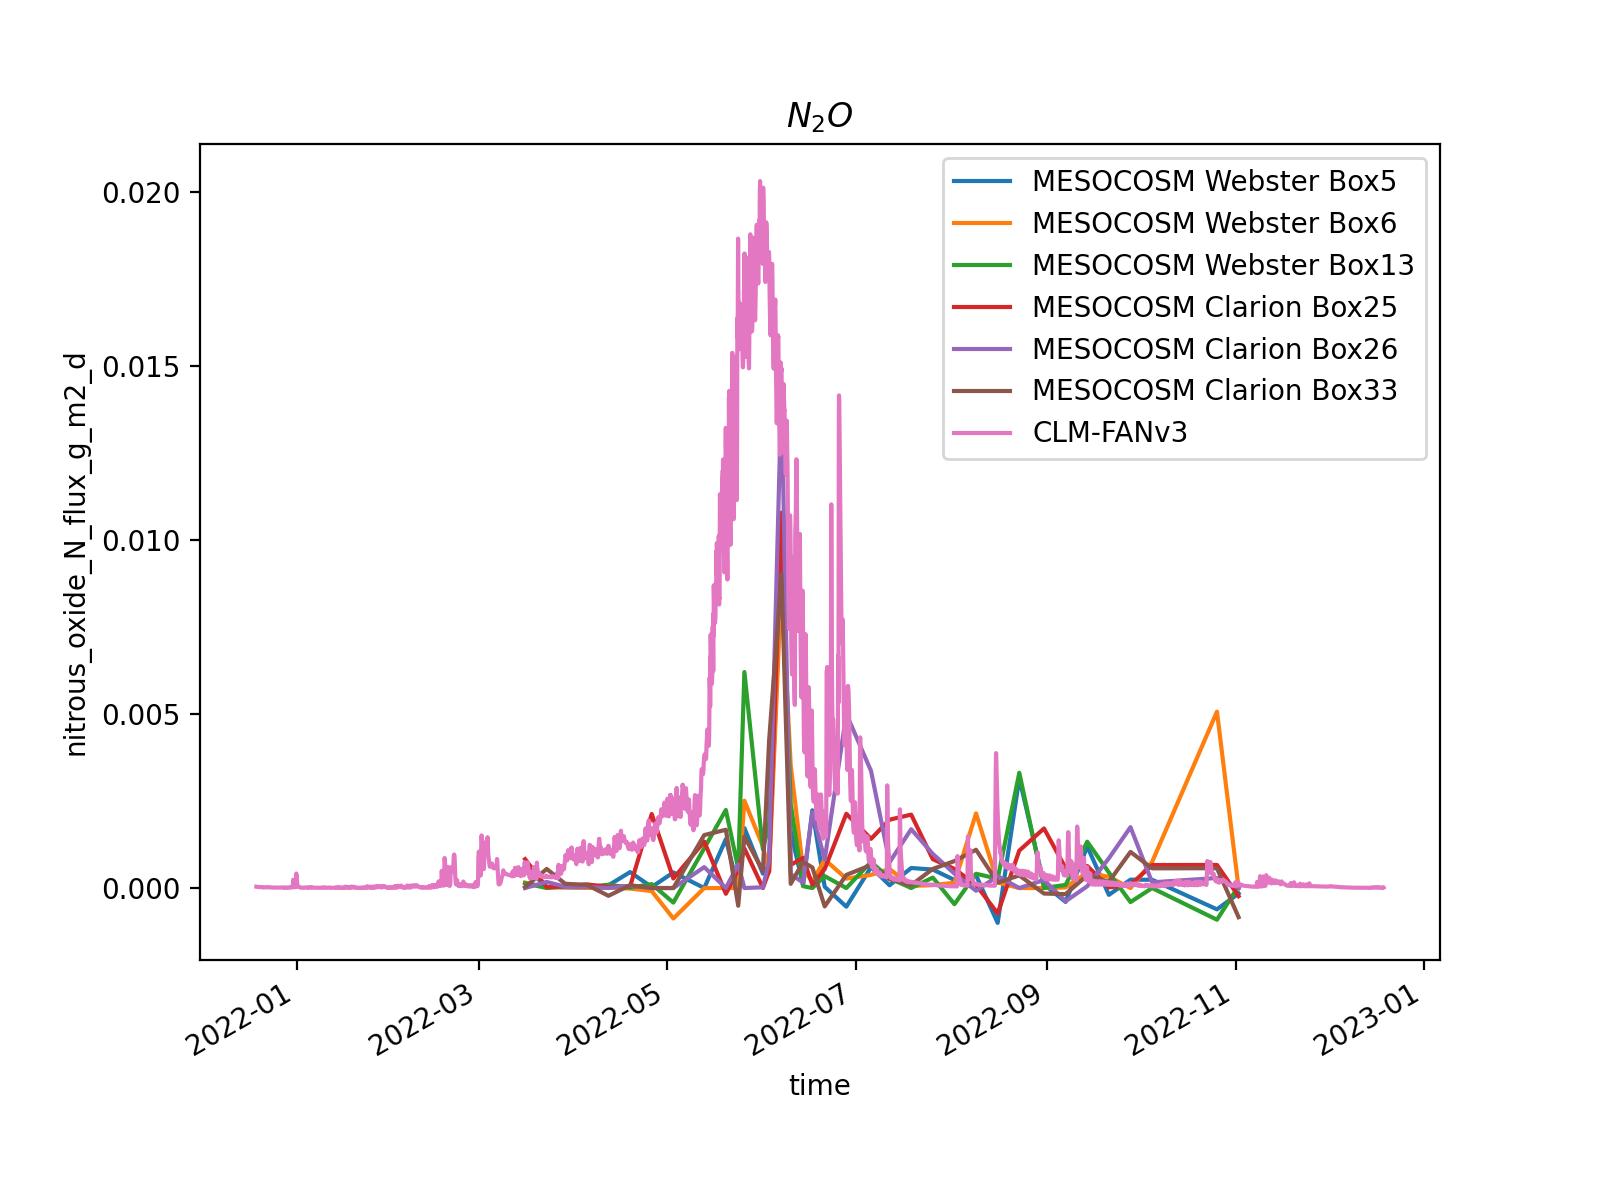 N₂O
0.020
0.015
0.010
0.005
0.000
nitrous_oxide_N_flux_g_m2_d
MESOCOSM Webster Box5
MESOCOSM Webster Box6
MESOCOSM Webster Box13
MESOCOSM Clarion Box25
MESOCOSM Clarion Box26
MESOCOSM Clarion Box33
CLM-FANv3
2022-01
2022-03
2022-05
2022-07
2022-09
2022-11
2023-01
time